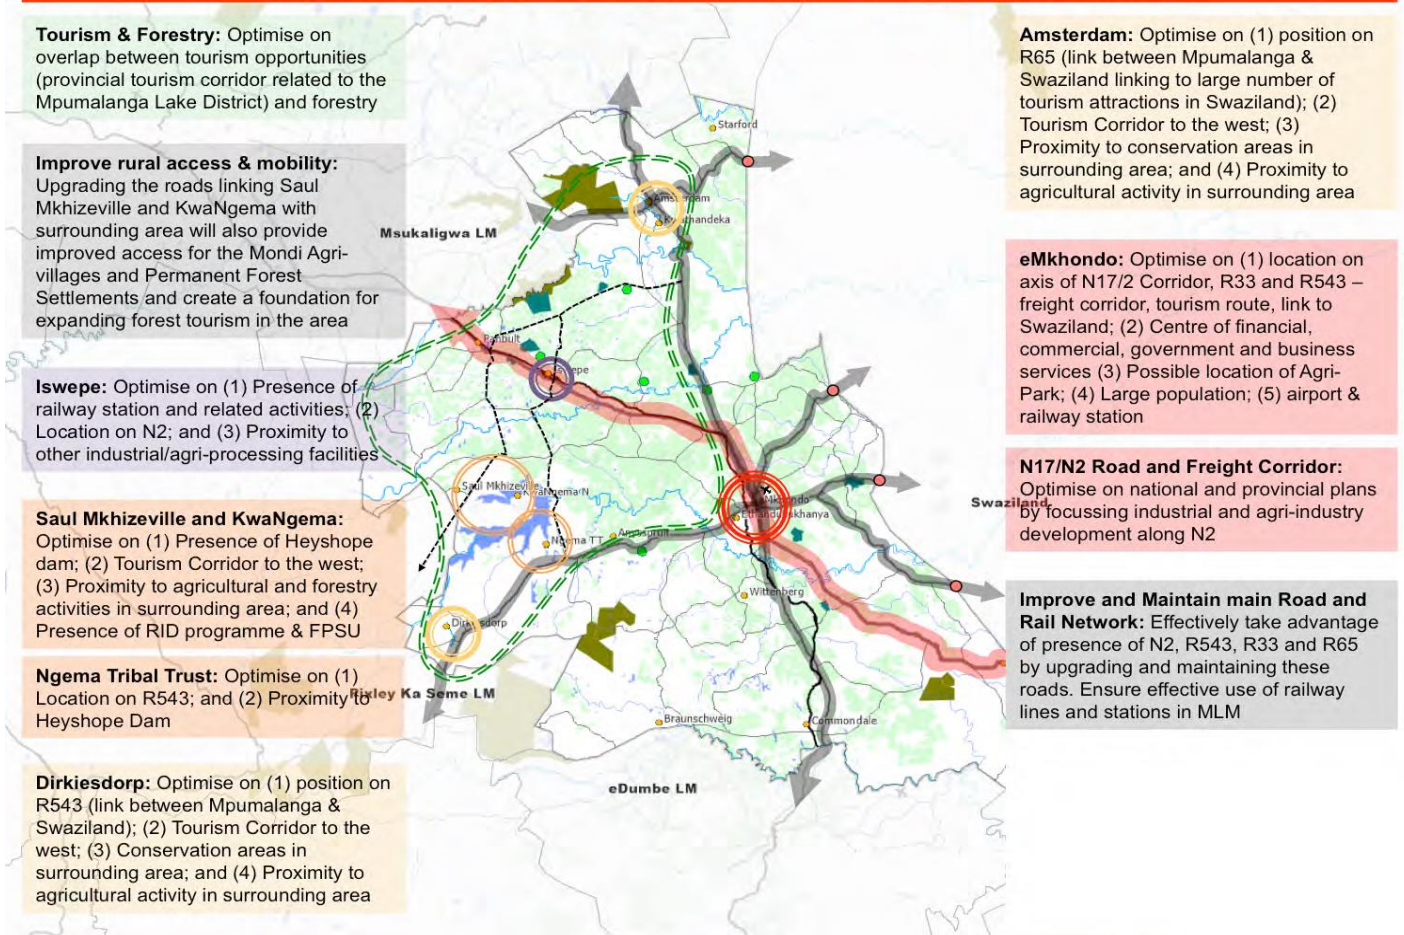 Tourism & Forestry: Optimise on
overlap between tourism opportunities
(provincial tourism corridor related to the
Mpumalanga Lake District) and forestry
Improve rural access & mobility:
Upgrading the roads linking Saul
Mkhizeville and KwaNgema with
surrounding area will also provide
improved access for the Mondi Agri-
villages and Permanent Forest
Settlements and create a foundation for
expanding forest tourism in the area
Iswepe: Optimise on (1) Presence of
railway station and related activities; (2)
Location on N2; and (3) Proximity to
other industrial/agri-processing facilities
Saul Mkhizeville and KwaNgema:
Optimise on (1) Presence of Heyshope
dam; (2) Tourism Corridor to the west;
(3) Proximity to agricultural and forestry
activities in surrounding area; and (4)
Presence of RID programme & FPSU
Ngema Tribal Trust: Optimise on (1)
Location on R543; and (2) Proximity to
Heyshope Dam
Dirkiesdorp: Optimise on (1) position on
R543 (link between Mpumalanga &
Swaziland); (2) Tourism Corridor to the
west; (3) Conservation areas in
surrounding area; and (4) Proximity to
agricultural activity in surrounding area
Starford
Amsterdam
KwaThandeka
Msukaligwa LM
Panbult
Iswepe
Saul Mkhizeville
KwaNgema N
Ngema TT
Anysspruit
Mkhondo
Ethandukukhanya
Swaziland
Wittenberg
Dirkiesdorp
Pixley Ka Seme LM
Braunschweig
Commondale
eDumbe LM
Amsterdam: Optimise on (1) position on
R65 (link between Mpumalanga &
Swaziland linking to large number of
tourism attractions in Swaziland); (2)
Tourism Corridor to the west; (3)
Proximity to conservation areas in
surrounding area; and (4) Proximity to
agricultural activity in surrounding area
eMkhondo: Optimise on (1) location on
axis of N17/2 Corridor, R33 and R543 –
freight corridor, tourism route, link to
Swaziland; (2) Centre of financial,
commercial, government and business
services (3) Possible location of Agri-
Park; (4) Large population; (5) airport &
railway station
N17/N2 Road and Freight Corridor:
Optimise on national and provincial plans
by focussing industrial and agri-industry
development along N2
Improve and Maintain main Road and
Rail Network: Effectively take advantage
of presence of N2, R543, R33 and R65
by upgrading and maintaining these
roads. Ensure effective use of railway
lines and stations in MLM